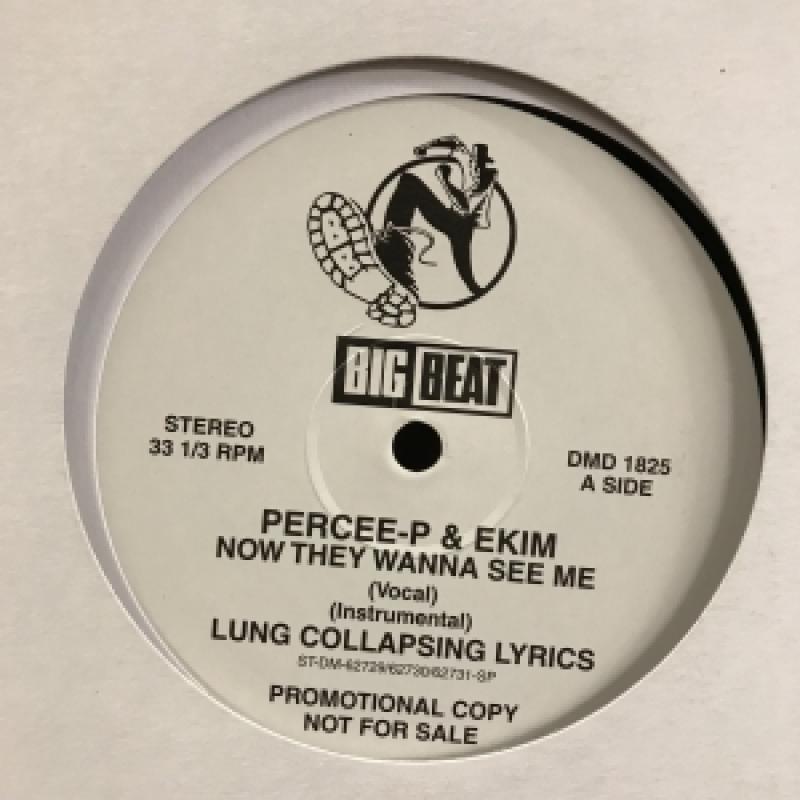 BB
BIG BEAT
STEREO
33 1/3 RPM
DMD 1825
A SIDE
PERCEE-P & EKIM
NOW THEY WANNA SEE ME
(Vocal)
(Instrumental)
LUNG COLLAPSING LYRICS
ST-DM-62729/62730/62731-SP
PROMOTIONAL COPY
NOT FOR SALE